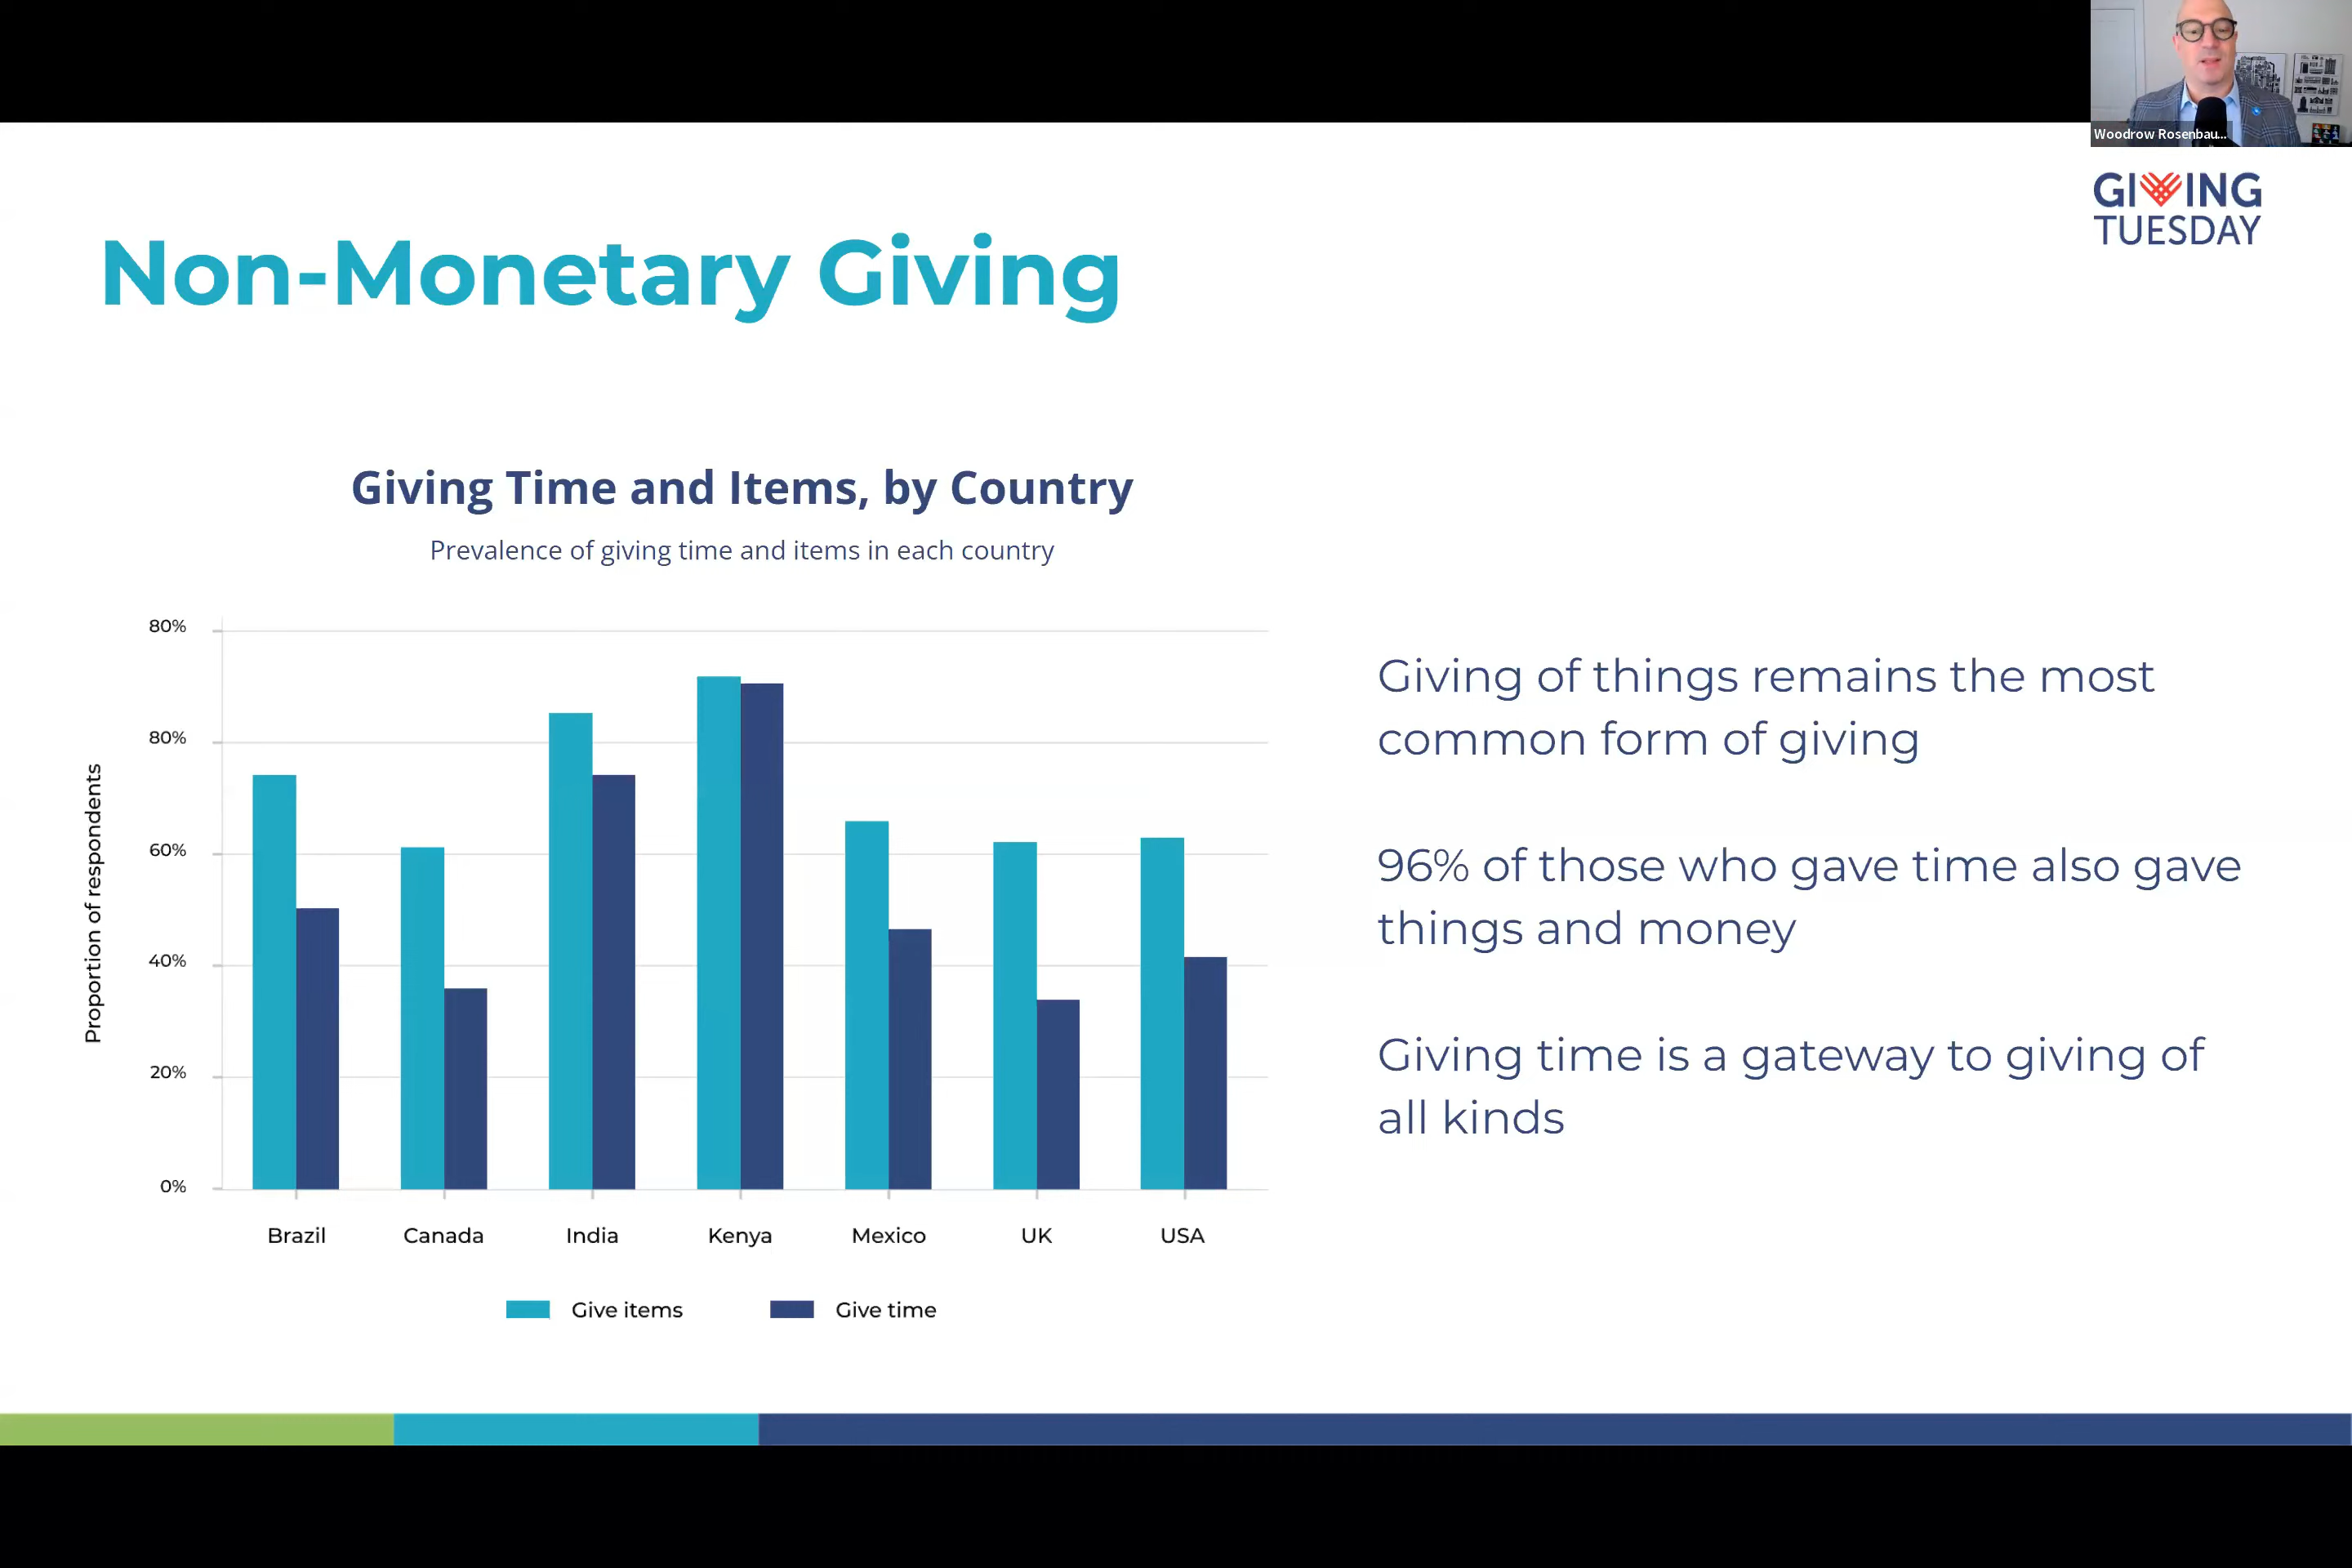 Woodrow Rosenbau...
GIVING
TUESDAY
Non-Monetary Giving
Giving Time and Items, by Country
Prevalence of giving time and items in each country
Proportion of respondents
80%
80%
60%
40%
20%
0%
Brazil Canada India Kenya Mexico UK USA
Give items Give time
Giving of things remains the most
common form of giving
96% of those who gave time also gave
things and money
Giving time is a gateway to giving of
all kinds